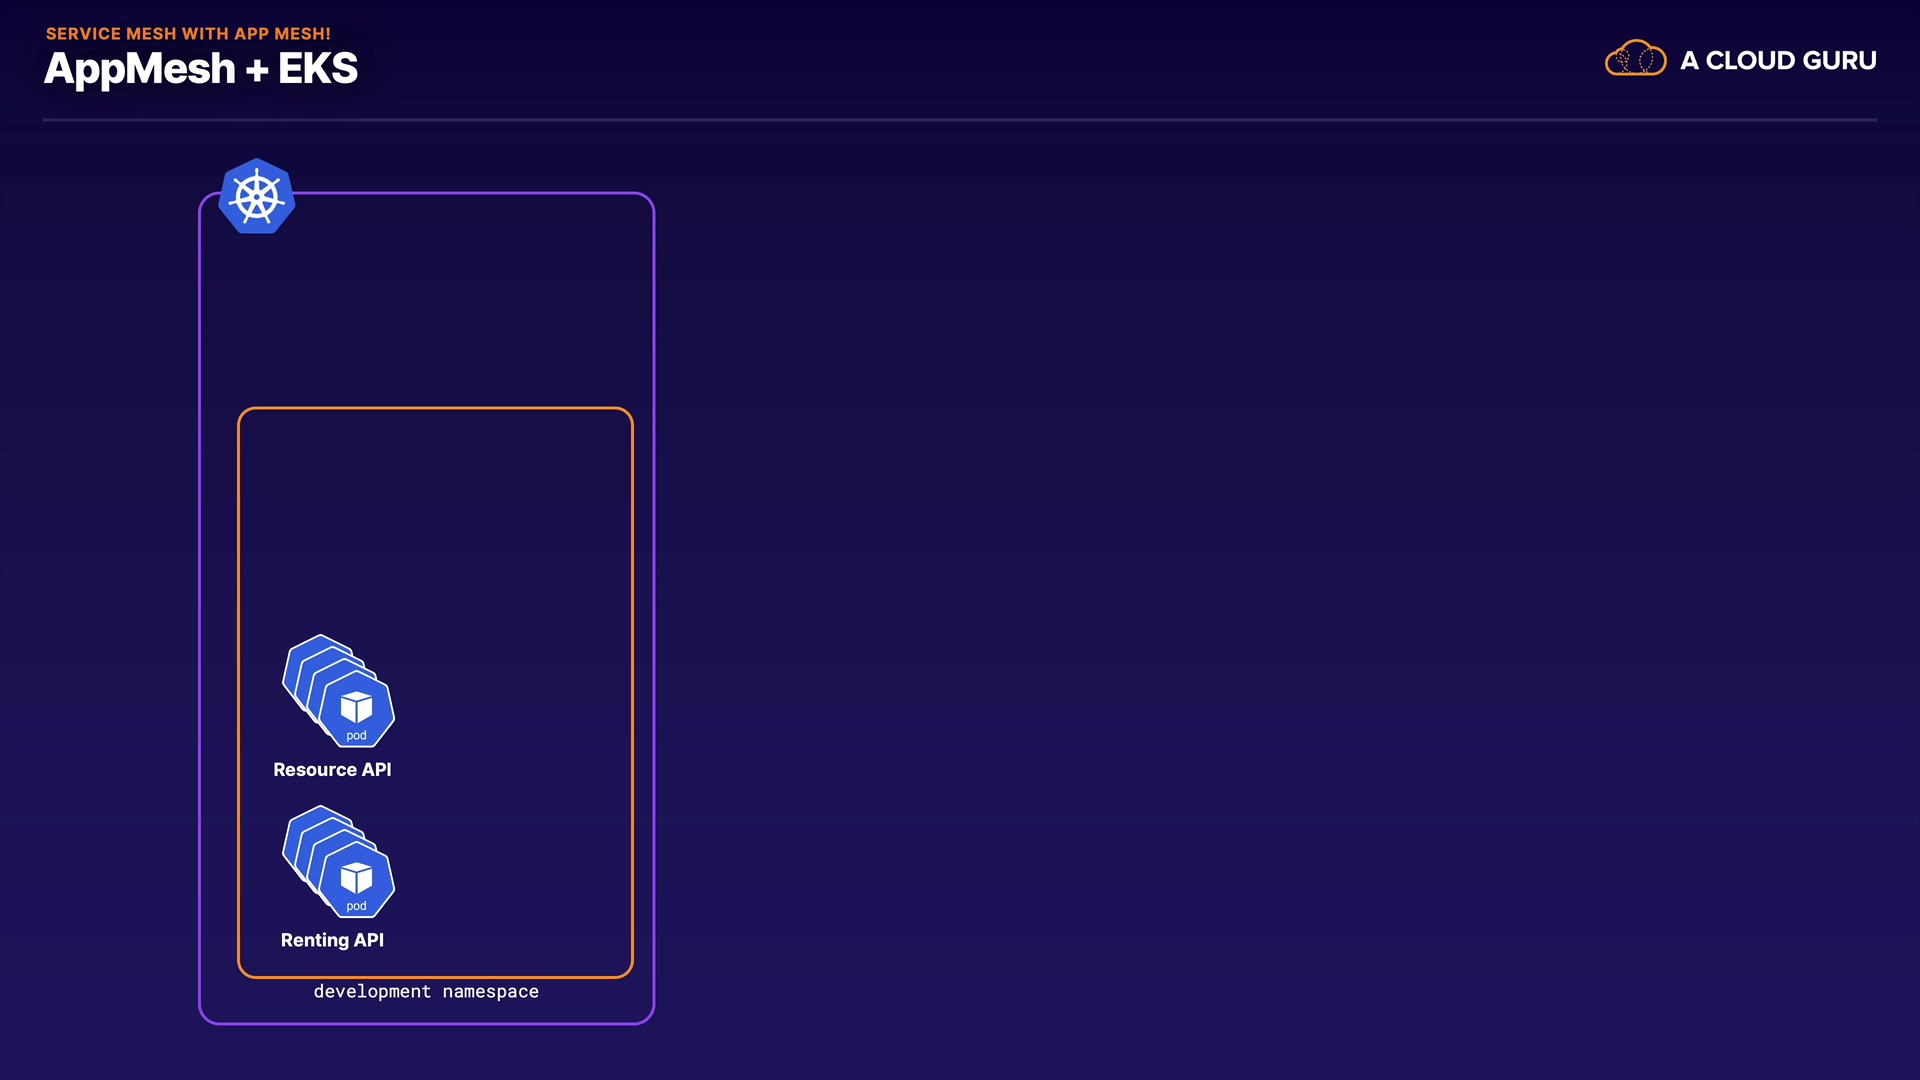 SERVICE MESH WITH APP MESH!
AppMesh + EKS
A CLOUD GURU
pod
Resource API
pod
Renting API
development namespace